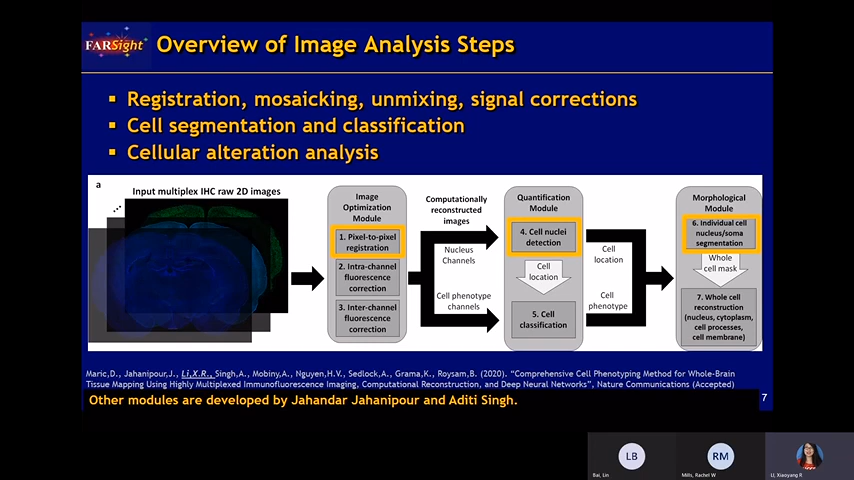 FARSight
Overview of Image Analysis Steps
▪ Registration, mosaicking, unmixing, signal corrections
▪ Cell segmentation and classification
▪ Cellular alteration analysis
a
Input multiplex IHC raw 2D images
Image
Optimization
Module
1. Pixel-to-pixel
registration
2. Intra-channel
fluorescence
correction
3. Inter-channel
fluorescence
correction
Computationally
reconstructed
images
Nucleus
Channels
Cell phenotype
channels
Quantification
Module
4. Cell nuclei
detection
Cell
location
5. Cell
classification
Cell
location
Cell
phenotype
Morphological
Module
6. Individual cell
nucleus/soma
segmentation
Whole
cell mask
7. Whole cell
reconstruction
(nucleus, cytoplasm,
cell processes,
cell membrane)
Maric,D., Jahanipour,J., Li,X.R., Singh,A., Mobiny,A., Nguyen,H.V., Sedlock,A., Grama,K., Roysam,B. (2020). “Comprehensive Cell Phenotyping Method for Whole-Brain
Tissue Mapping Using Highly Multiplexed Immunofluorescence Imaging, Computational Reconstruction, and Deep Neural Networks”, Nature Communications (Accepted)
Other modules are developed by Jahandar Jahanipour and Aditi Singh.
7
LB
Bai, Lin
RM
Mills, Rachel W
LI, Xiaoyang R